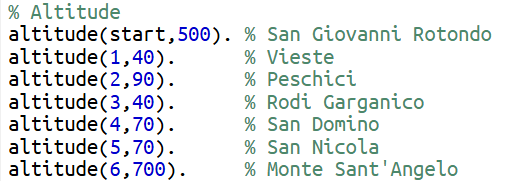 % Altitude
altitude(start,500). % San Giovanni Rotondo
altitude(1,40). % Vieste
altitude(2,90). % Peschici
altitude(3,40). % Rodi Garganico
altitude(4,70). % San Domino
altitude(5,70). % San Nicola
altitude(6,700). % Monte Sant'Angelo